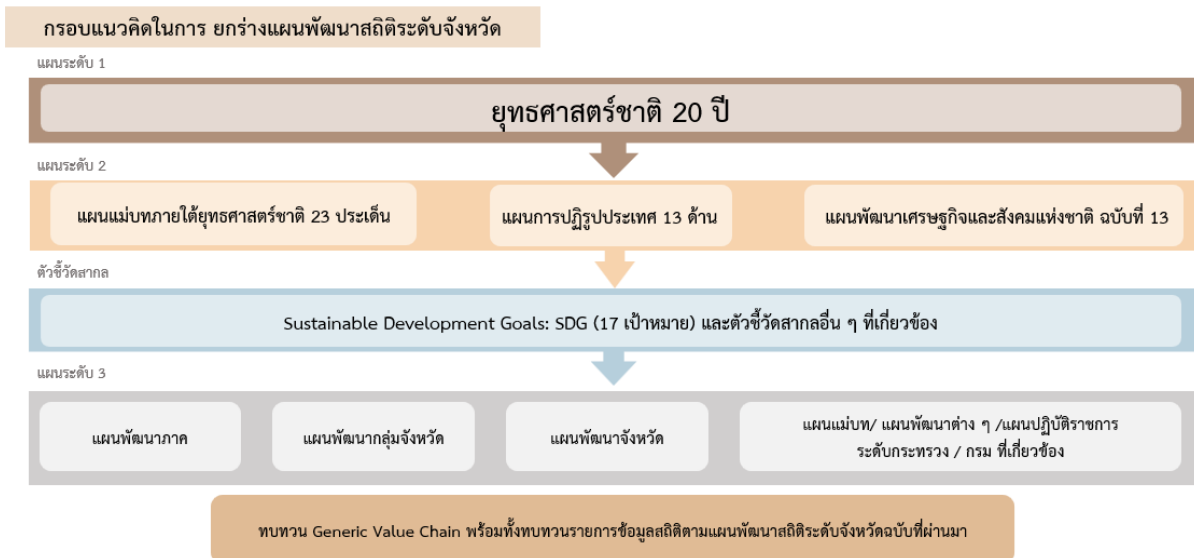 กรอบแนวคิดในการ ยกร่างแผนพัฒนาสถิติระดับจังหวัด
แผนระดับ 1
ยุทธศาสตร์ชาติ 20 ปี
แผนระดับ 2
แผนแม่บทภายใต้ยุทธศาสตร์ชาติ 23 ประเด็น
แผนการปฏิรูปประเทศ 13 ด้าน
แผนพัฒนาเศรษฐกิจและสังคมแห่งชาติ ฉบับที่ 13
ตัวชี้วัดสากล
Sustainable Development Goals: SDG (17 เป้าหมาย) และตัวชี้วัดสากลอื่น ๆ ที่เกี่ยวข้อง
แผนระดับ 3
แผนพัฒนาภาค
แผนพัฒนากลุ่มจังหวัด
แผนพัฒนาจังหวัด
แผนแม่บท/ แผนพัฒนาต่าง ๆ /แผนปฏิบัติราชการ
ระดับกระทรวง / กรม ที่เกี่ยวข้อง
ทบทวน Generic Value Chain พร้อมทั้งทบทวนรายการข้อมูลสถิติตามแผนพัฒนาสถิติระดับจังหวัดฉบับที่ผ่านมา